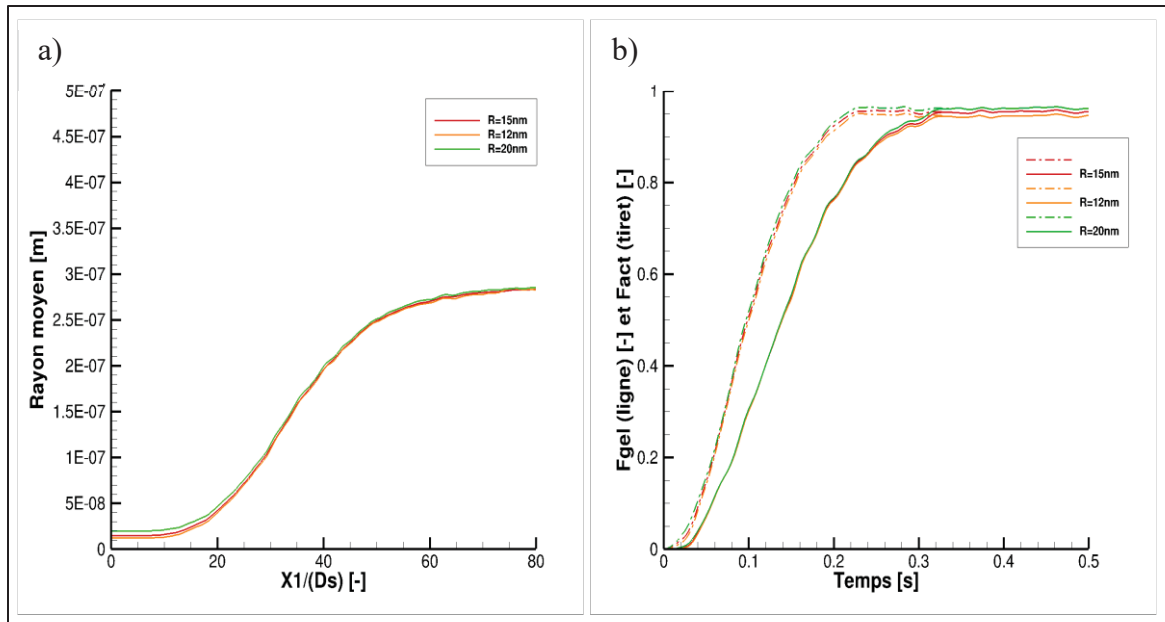 a)
5E-07
4.5E-07
4E-07
3.5E-07
3E-07
2.5E-07
2E-07
1.5E-07
1E-07
5E-08
0
0
20
40
60
80
Rayon moyen [m]
X1/(Ds) [-]
R=15nm
R=12nm
R=20nm
b)
1
0.8
0.6
0.4
0.2
0
0
0.1
0.2
0.3
0.4
0.5
Fgel (ligne) [-] et Fact (tiret) [-]
Temps [s]
R=15nm
R=12nm
R=20nm